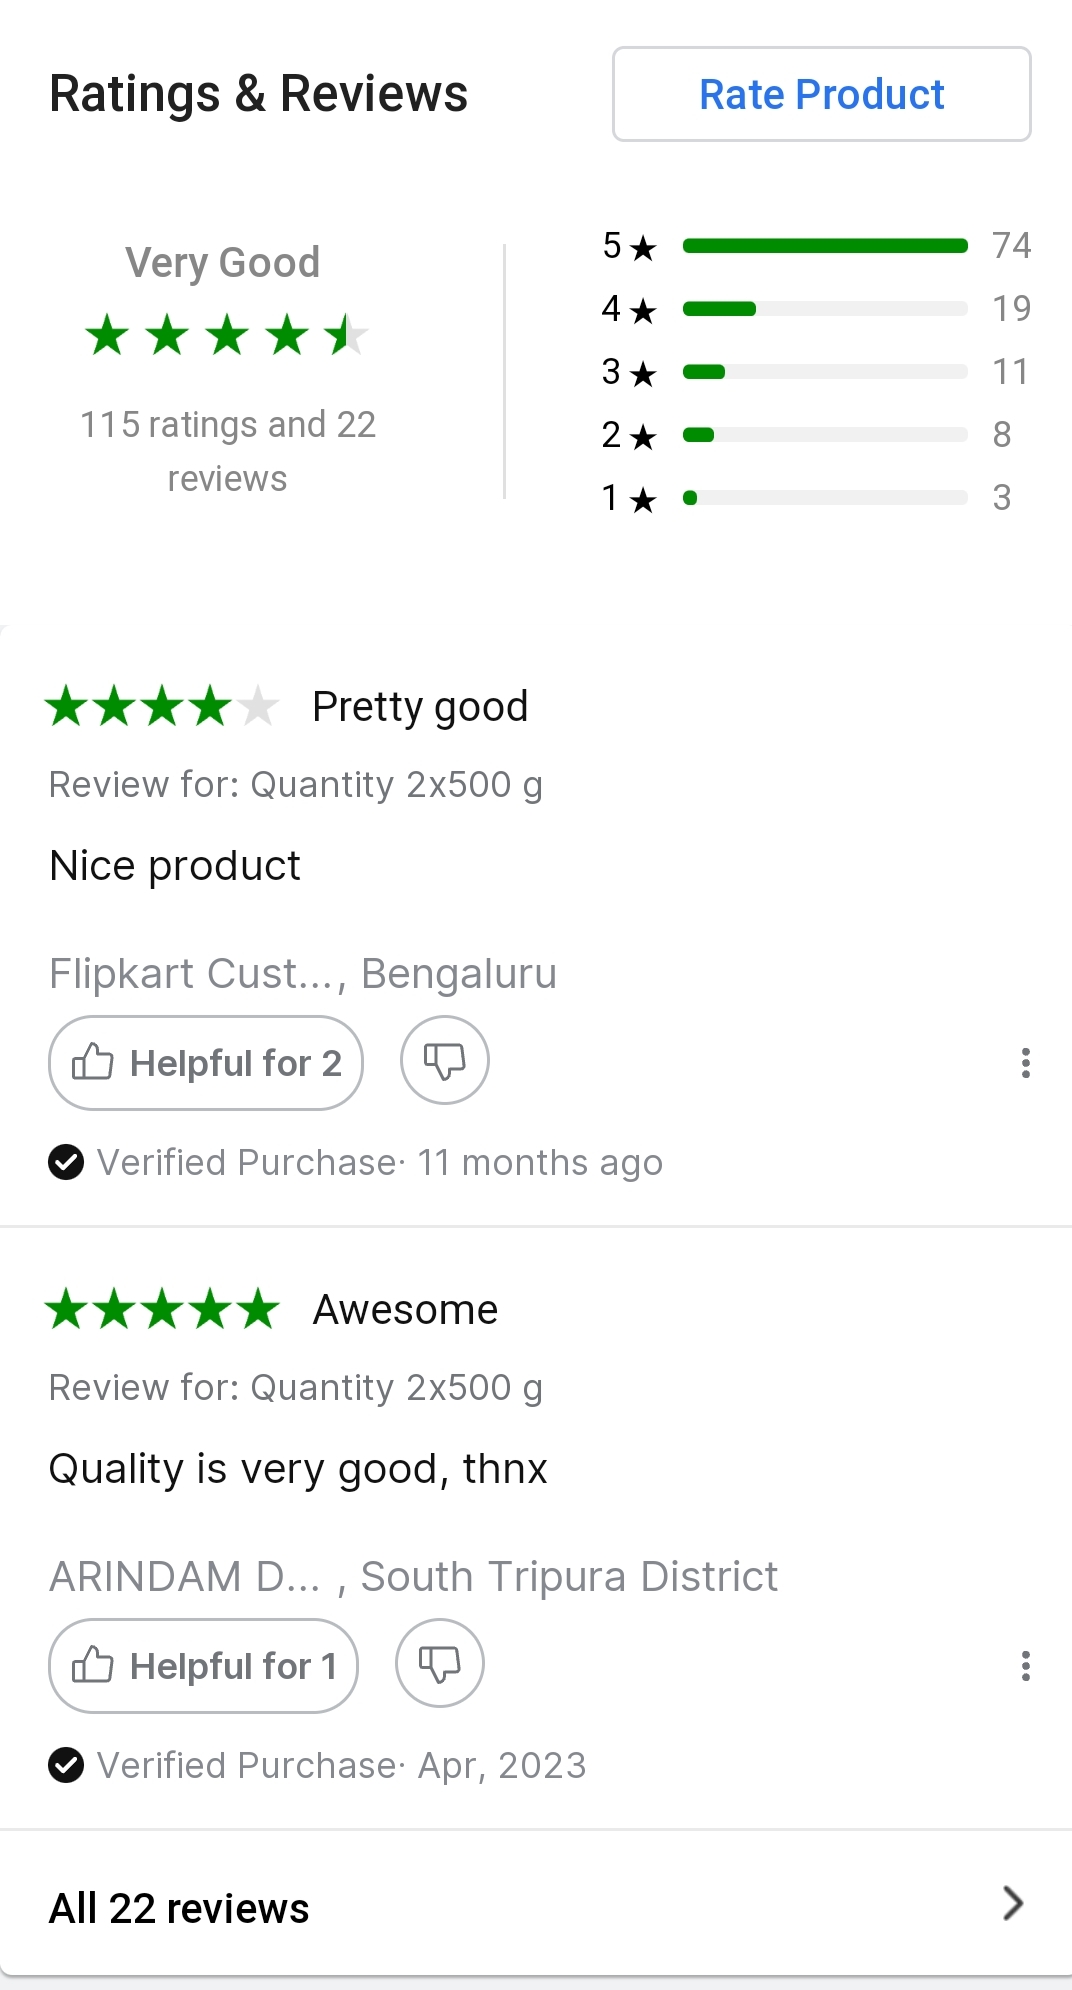 Ratings & Reviews
Rate Product
Very Good
115 ratings and 22
reviews
5★ 74
4★ 19
3★ 11
2★ 8
1★ 3
Pretty good
Review for: Quantity 2x500 g
Nice product
Flipkart Cust..., Bengaluru
Helpful for 2
Verified Purchase· 11 months ago
Awesome
Review for: Quantity 2x500 g
Quality is very good, thnx
ARINDAM D... , South Tripura District
Helpful for 1
Verified Purchase· Apr, 2023
All 22 reviews